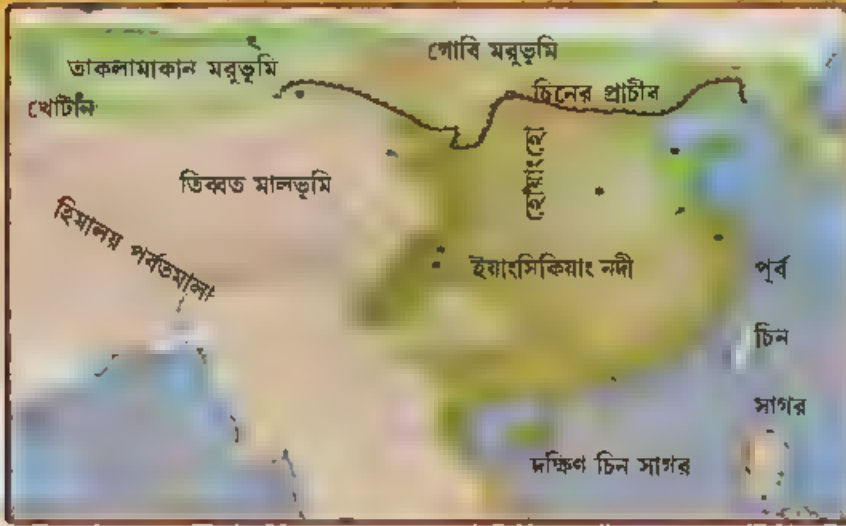 গোবি মরুভূমি
তাকলামাকান মরুভূমি
চিনের প্রাচীর
খোটান
হোয়াংহো
তিব্বত মালভূমি
হিমালয় পর্বতমালা
ইয়াংসিকিয়াং নদী
পূর্ব
চিন
সাগর
দক্ষিণ চিন সাগর